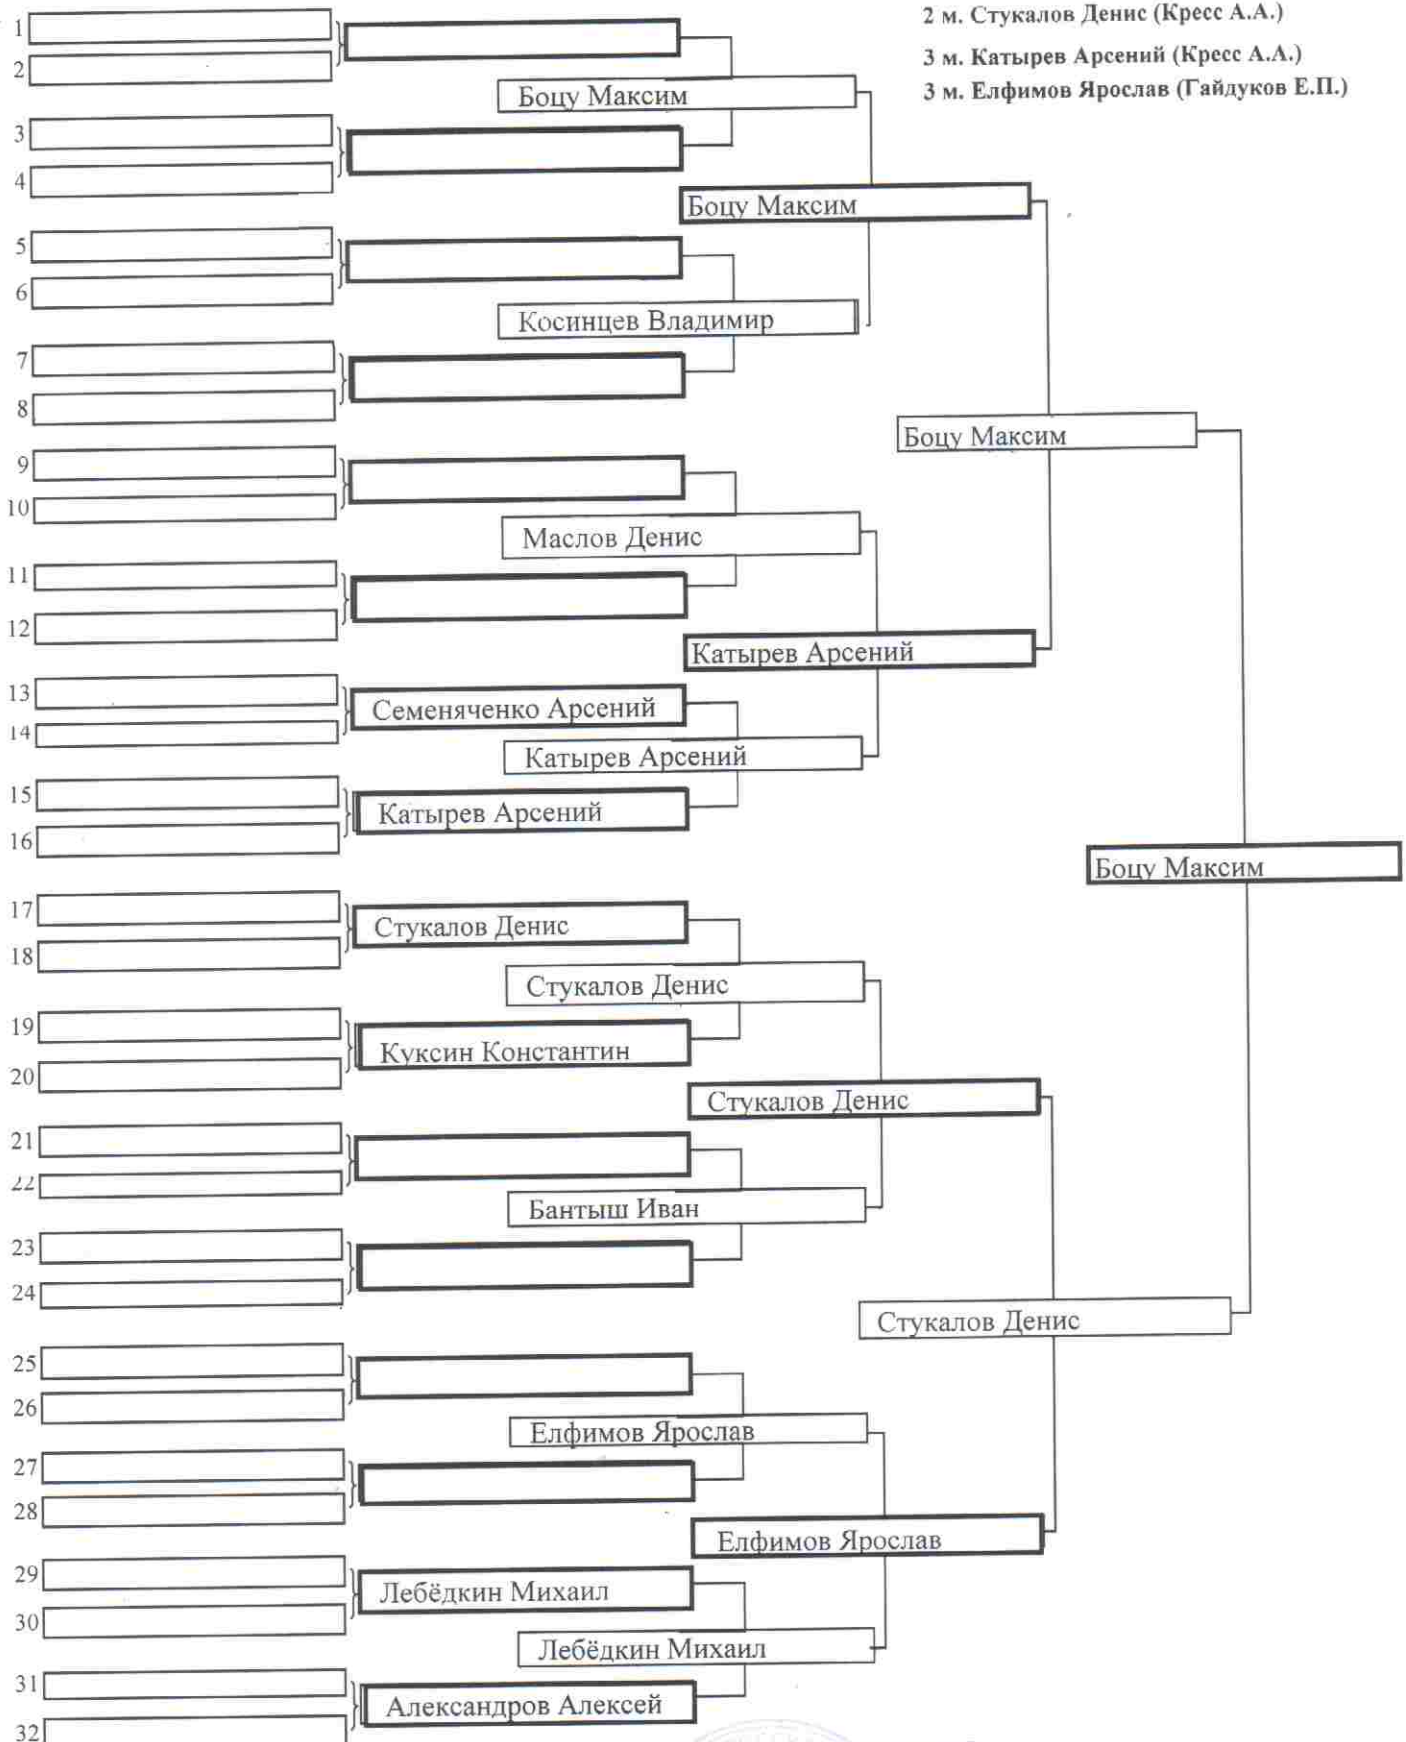 2 м. Стукалов Денис (Кресс А.А.)
1
2
3 м. Катырев Арсений (Кресс А.А.)
3 м. Елфимов Ярослав (Гайдуков Е.П.)
Боцу Максим
3
4
Боцу Максим
5
6
Косинцев Владимир
7
8
Боцу Максим
9
10
Маслов Денис
11
12
Катырев Арсений
13
Семеняченко Арсений
14
Катырев Арсений
15
Катырев Арсений
16
Боцу Максим
17
Стукалов Денис
18
Стукалов Денис
19
Куксин Константин
20
Стукалов Денис
21
22
Бантыш Иван
23
24
Стукалов Денис
25
26
Елфимов Ярослав
27
28
Елфимов Ярослав
29
Лебёдкин Михаил
30
Лебёдкин Михаил
31
Александров Алексей
32